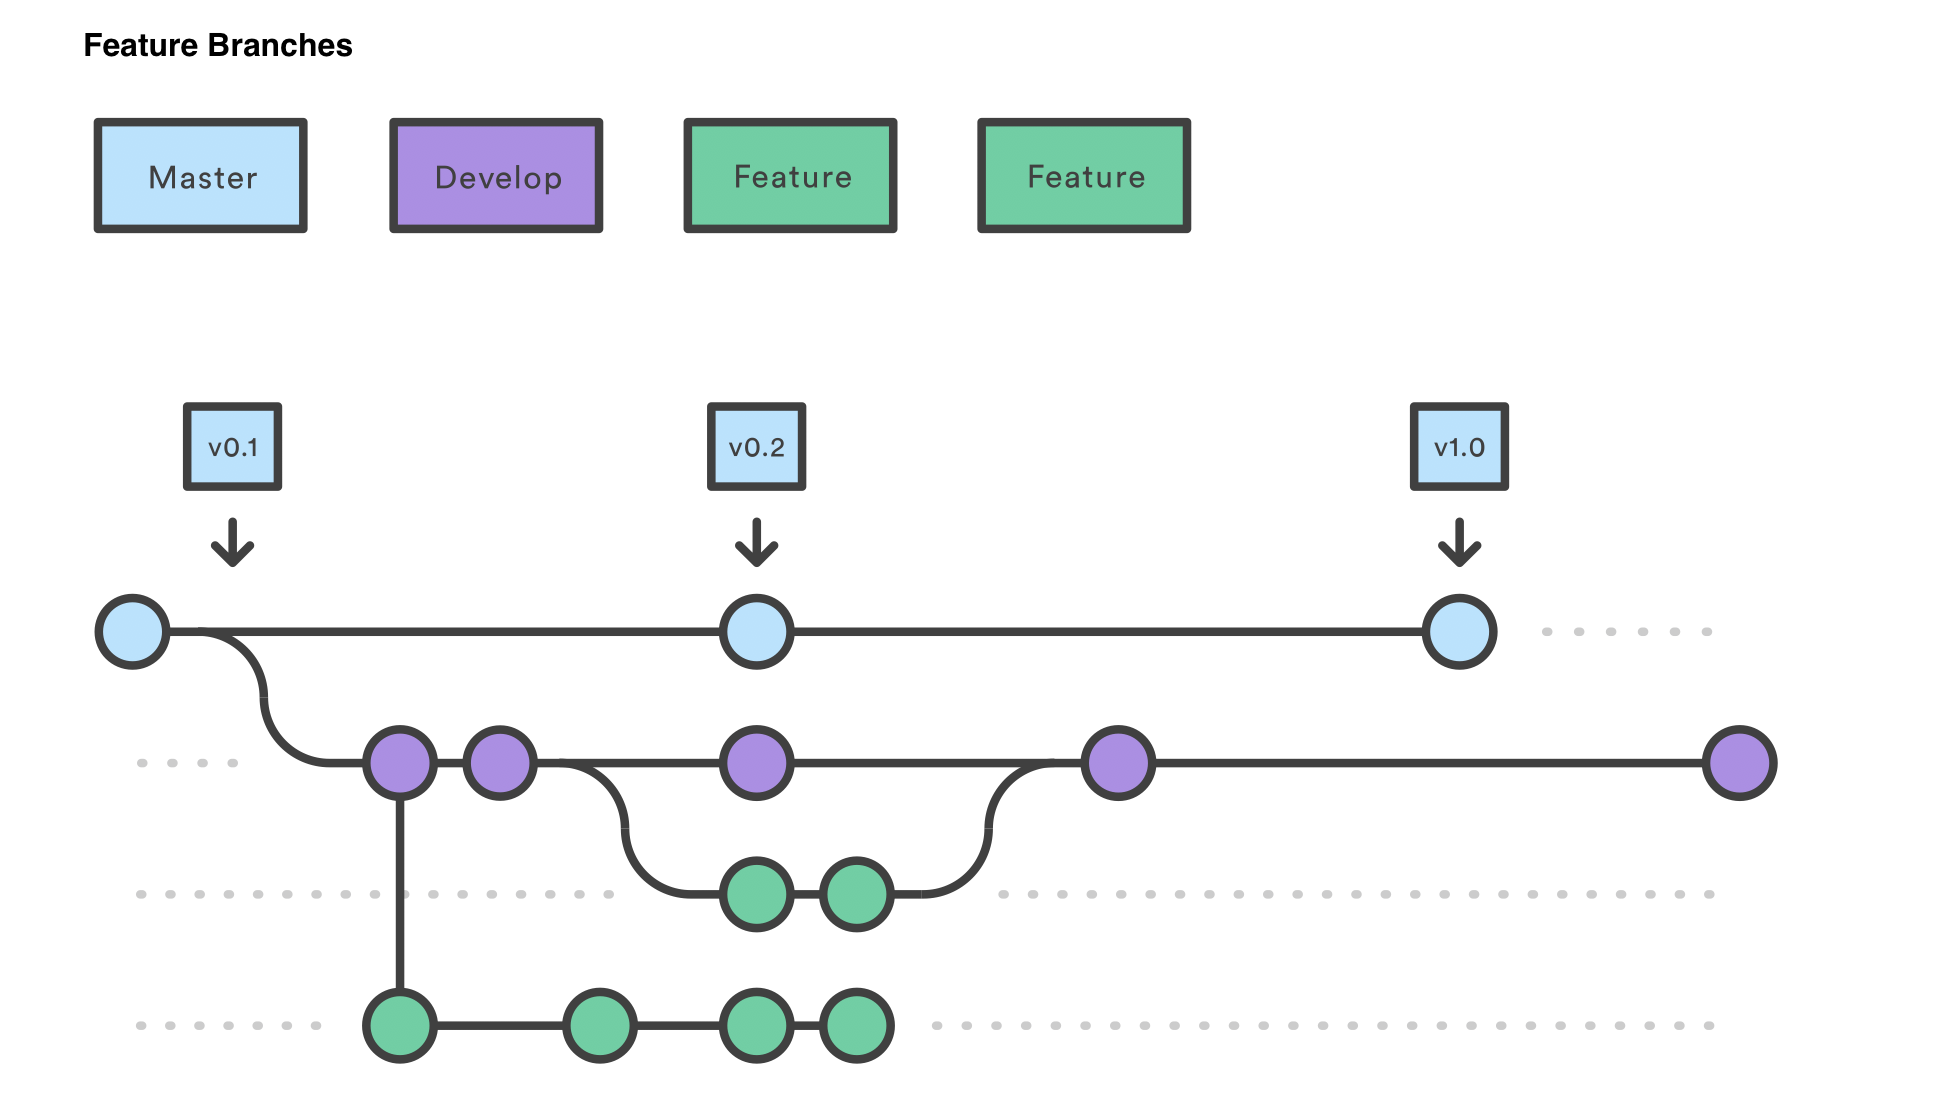 Feature Branches
Master
Develop
Feature
Feature
v0.1
v0.2
v1.0